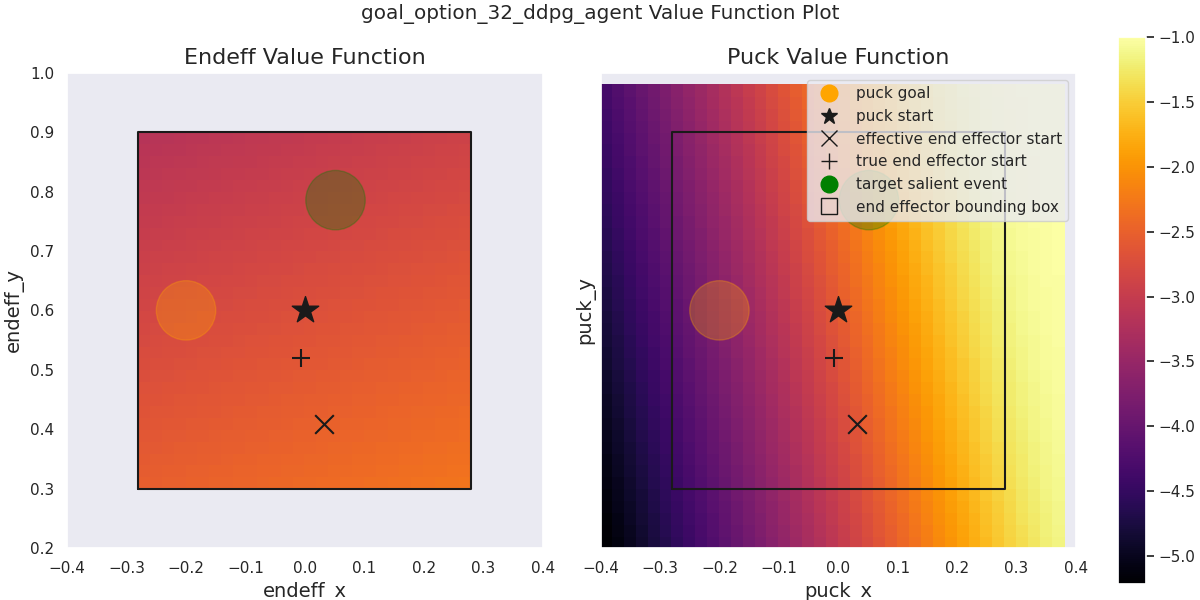 goal_option_32_ddpg_agent Value Function Plot
Endeff Value Function
Puck Value Function
puck goal
puck start
effective end effector start
true end effector start
target salient event
end effector bounding box
1.0
0.9
0.8
0.7
0.6
0.5
0.4
0.3
0.2
endeff_y
−0.4 −0.3 −0.2 −0.1 0.0 0.1 0.2 0.3 0.4
endeff_x
puck_y
−0.4 −0.3 −0.2 −0.1 0.0 0.1 0.2 0.3 0.4
puck_x
−1.0
−1.5
−2.0
−2.5
−3.0
−3.5
−4.0
−4.5
−5.0